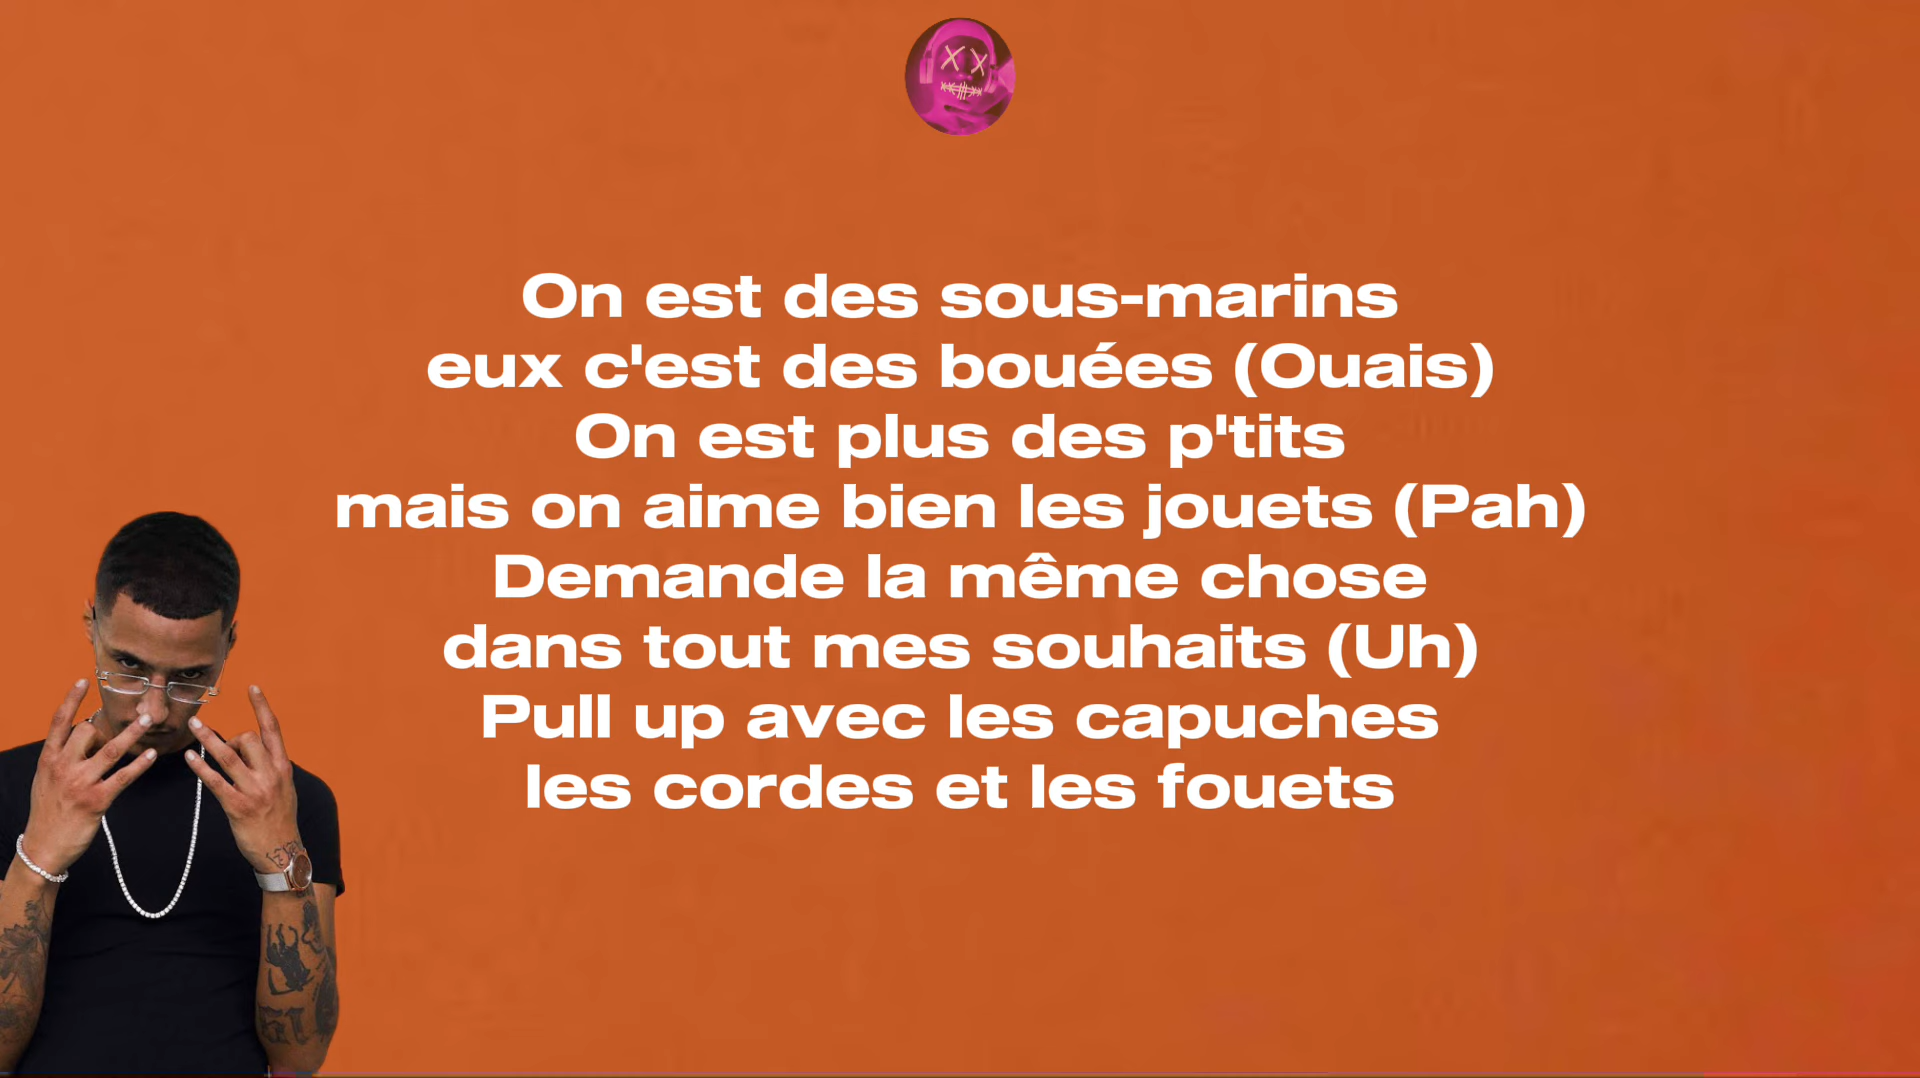 On est des sous-marins
eux c'est des bouées (Ouais)
On est plus des p'tits
mais on aime bien les jouets (Pah)
Demande la même chose
dans tout mes souhaits (Uh)
Pull up avec les capuches
les cordes et les fouets